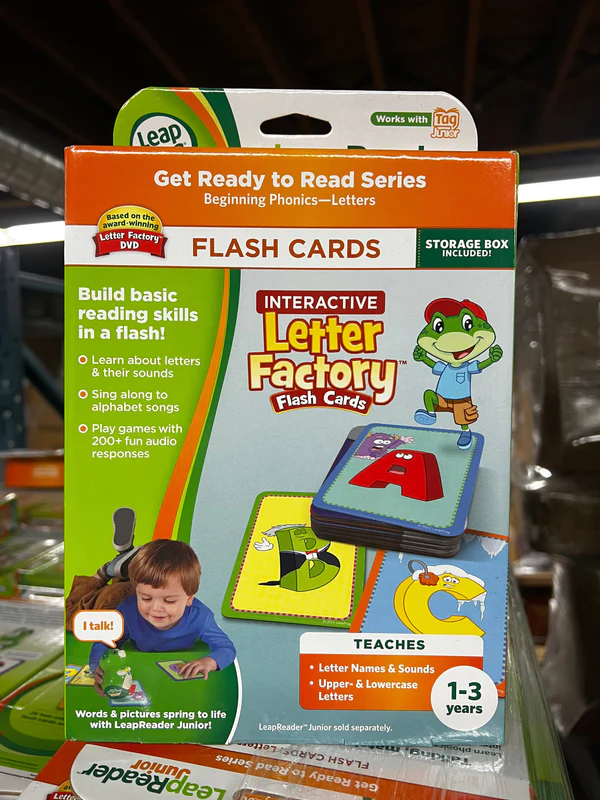 Leap
Works with Tag Junior
Get Ready to Read Series
Beginning Phonics—Letters
Based on the
award-winning
Letter Factory™
DVD
FLASH CARDS
STORAGE BOX
INCLUDED!
Build basic
reading skills
in a flash!
Learn about letters
& their sounds
Sing along to
alphabet songs
Play games with
200+ fun audio
responses
INTERACTIVE
Letter
Factory™
Flash Cards
A
B
C
I talk!
Words & pictures spring to life
with LeapReader Junior!
TEACHES
• Letter Names & Sounds
• Upper- & Lowercase
Letters
1-3
years
LeapReader™ Junior sold separately.
FLASH CARDS
Get Ready to Read Series
LeapReader
Junior